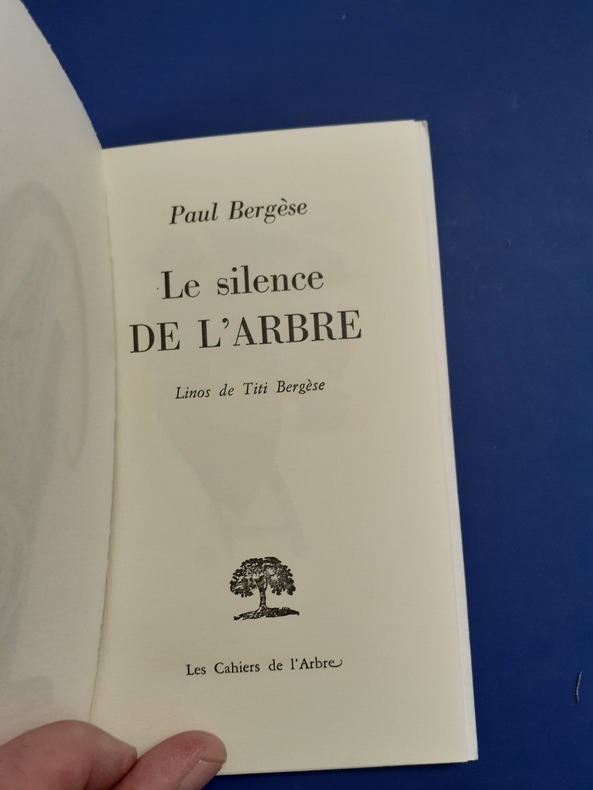 Paul Bergèse
Le silence
DE L'ARBRE
Linos de Titi Bergèse
Les Cahiers de l'Arbre